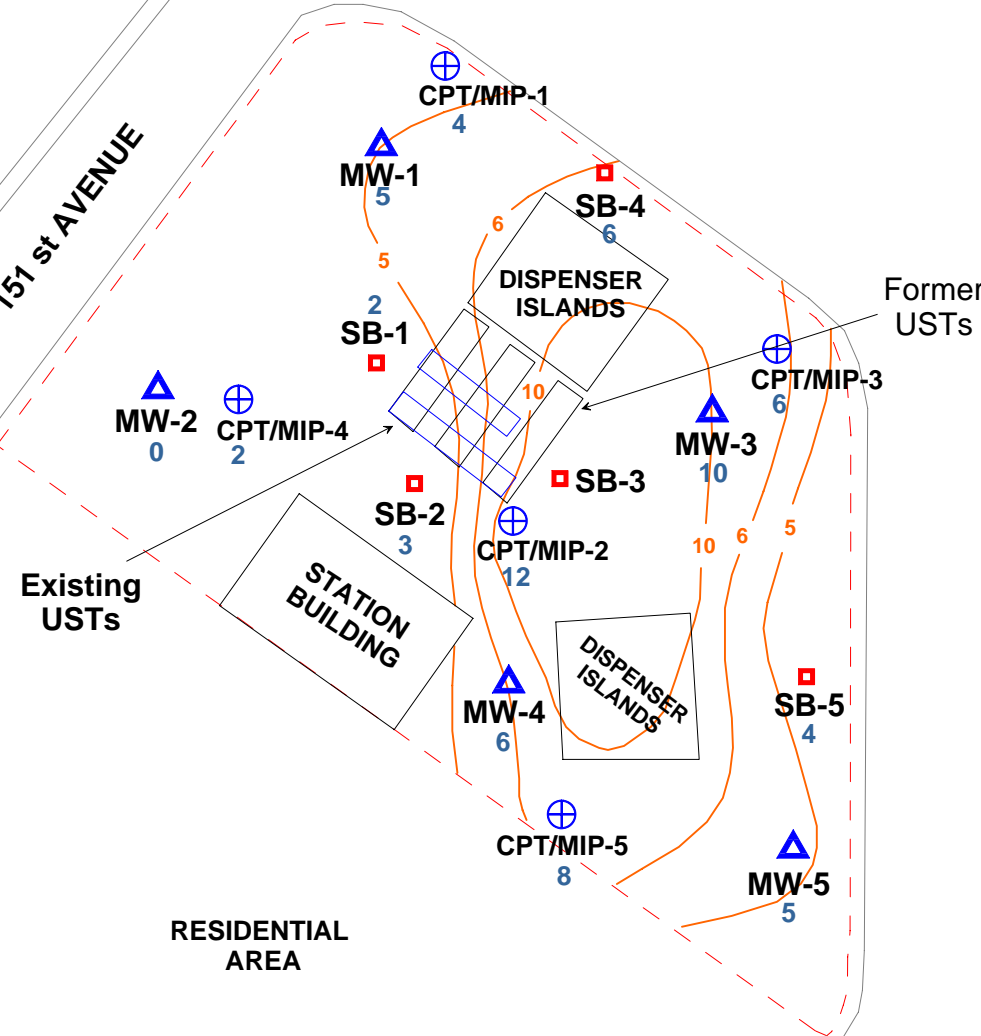 CPT/MIP-1
4
151 st AVENUE
MW-1
5
SB-4
6
6
5
DISPENSER
ISLANDS
Former
USTs
2
SB-1
CPT/MIP-3
6
10
MW-2
0
CPT/MIP-4
2
MW-3
10
SB-3
SB-2
3
CPT/MIP-2
12
10
6
5
Existing
USTs
STATION
BUILDING
DISPENSER
ISLANDS
MW-4
6
SB-5
4
CPT/MIP-5
8
MW-5
5
RESIDENTIAL
AREA